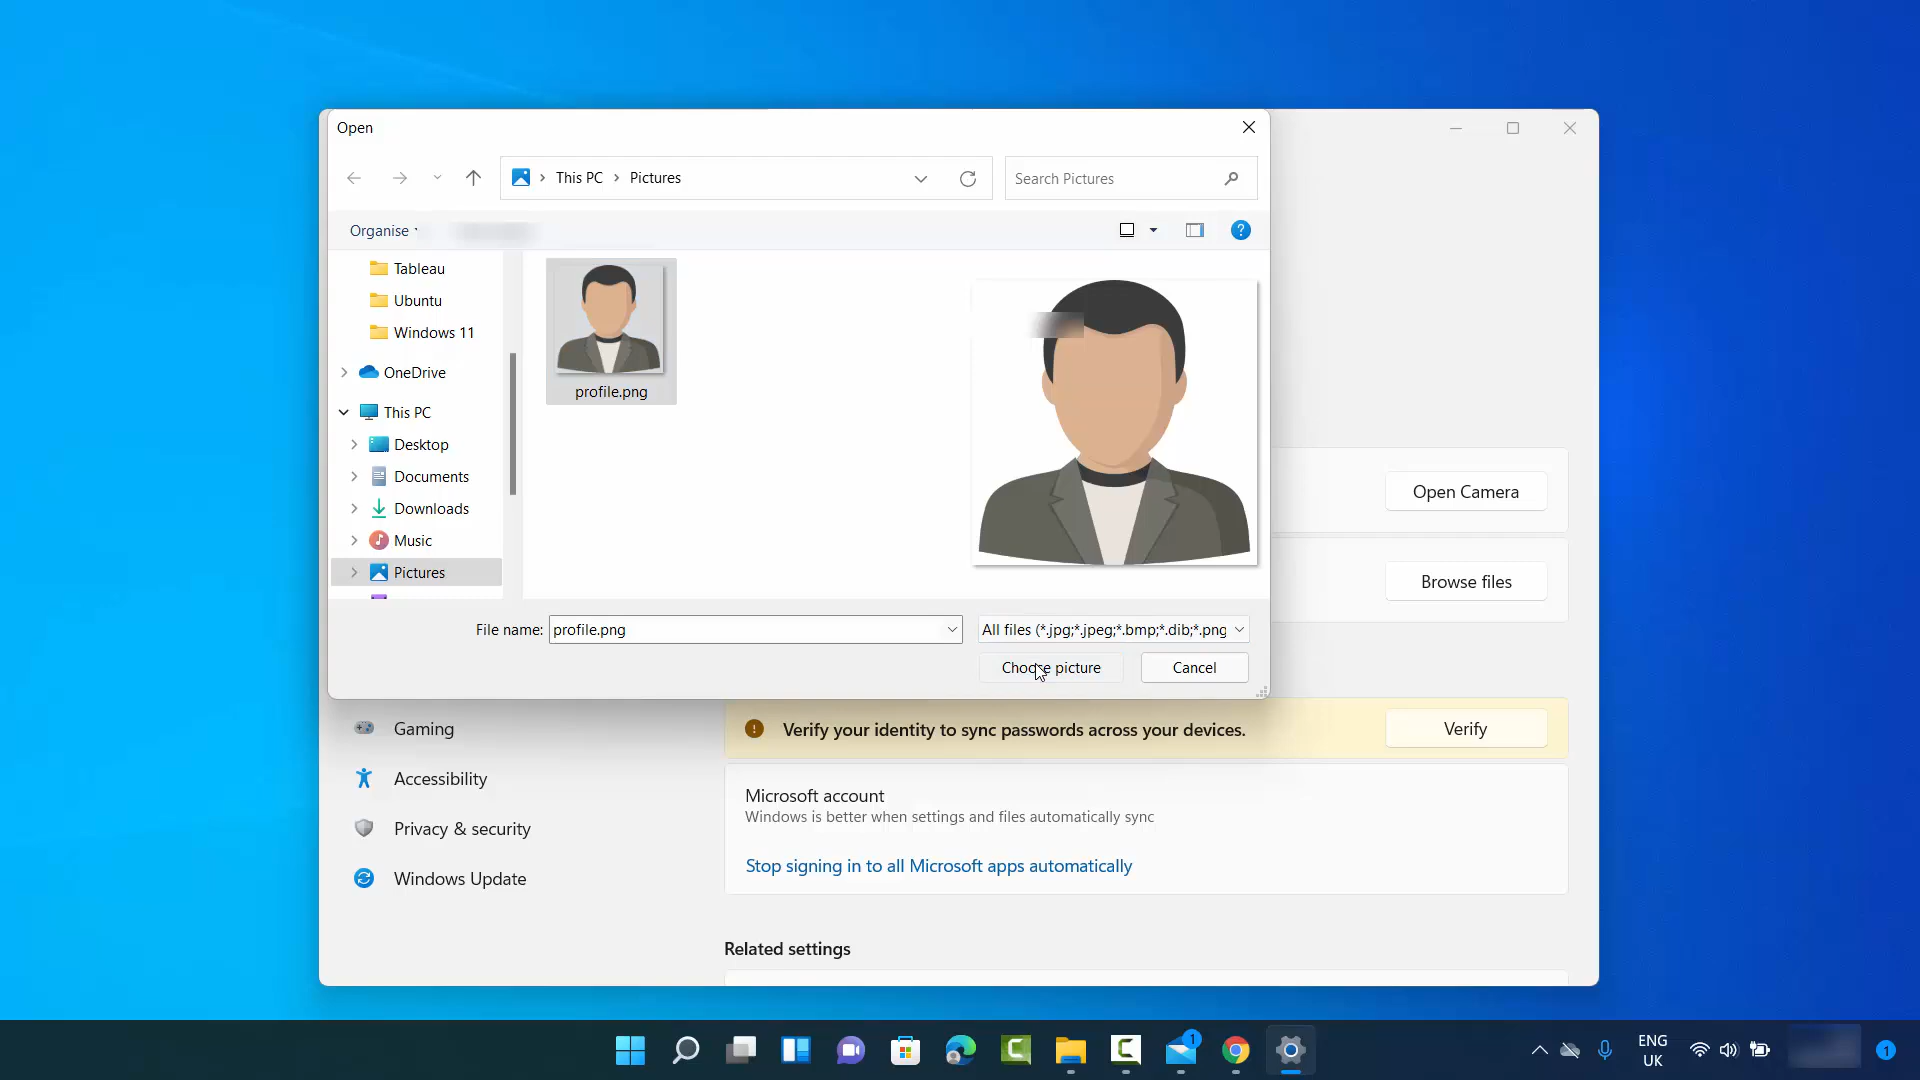 Open
This PC
Pictures
Search Pictures
Organise
?
Tableau
Ubuntu
Windows 11
OneDrive
This PC
Desktop
Documents
Downloads
Music
Pictures
profile.png
File name:
profile.png
All files (*.jpg;*.jpeg;*.bmp;*.dib;*.png
Choose picture
Cancel
Open Camera
Browse files
Gaming
Accessibility
Privacy & security
Windows Update
Verify your identity to sync passwords across your devices.
Verify
Microsoft account
Windows is better when settings and files automatically sync
Stop signing in to all Microsoft apps automatically
Related settings
1
ENG
UK
1